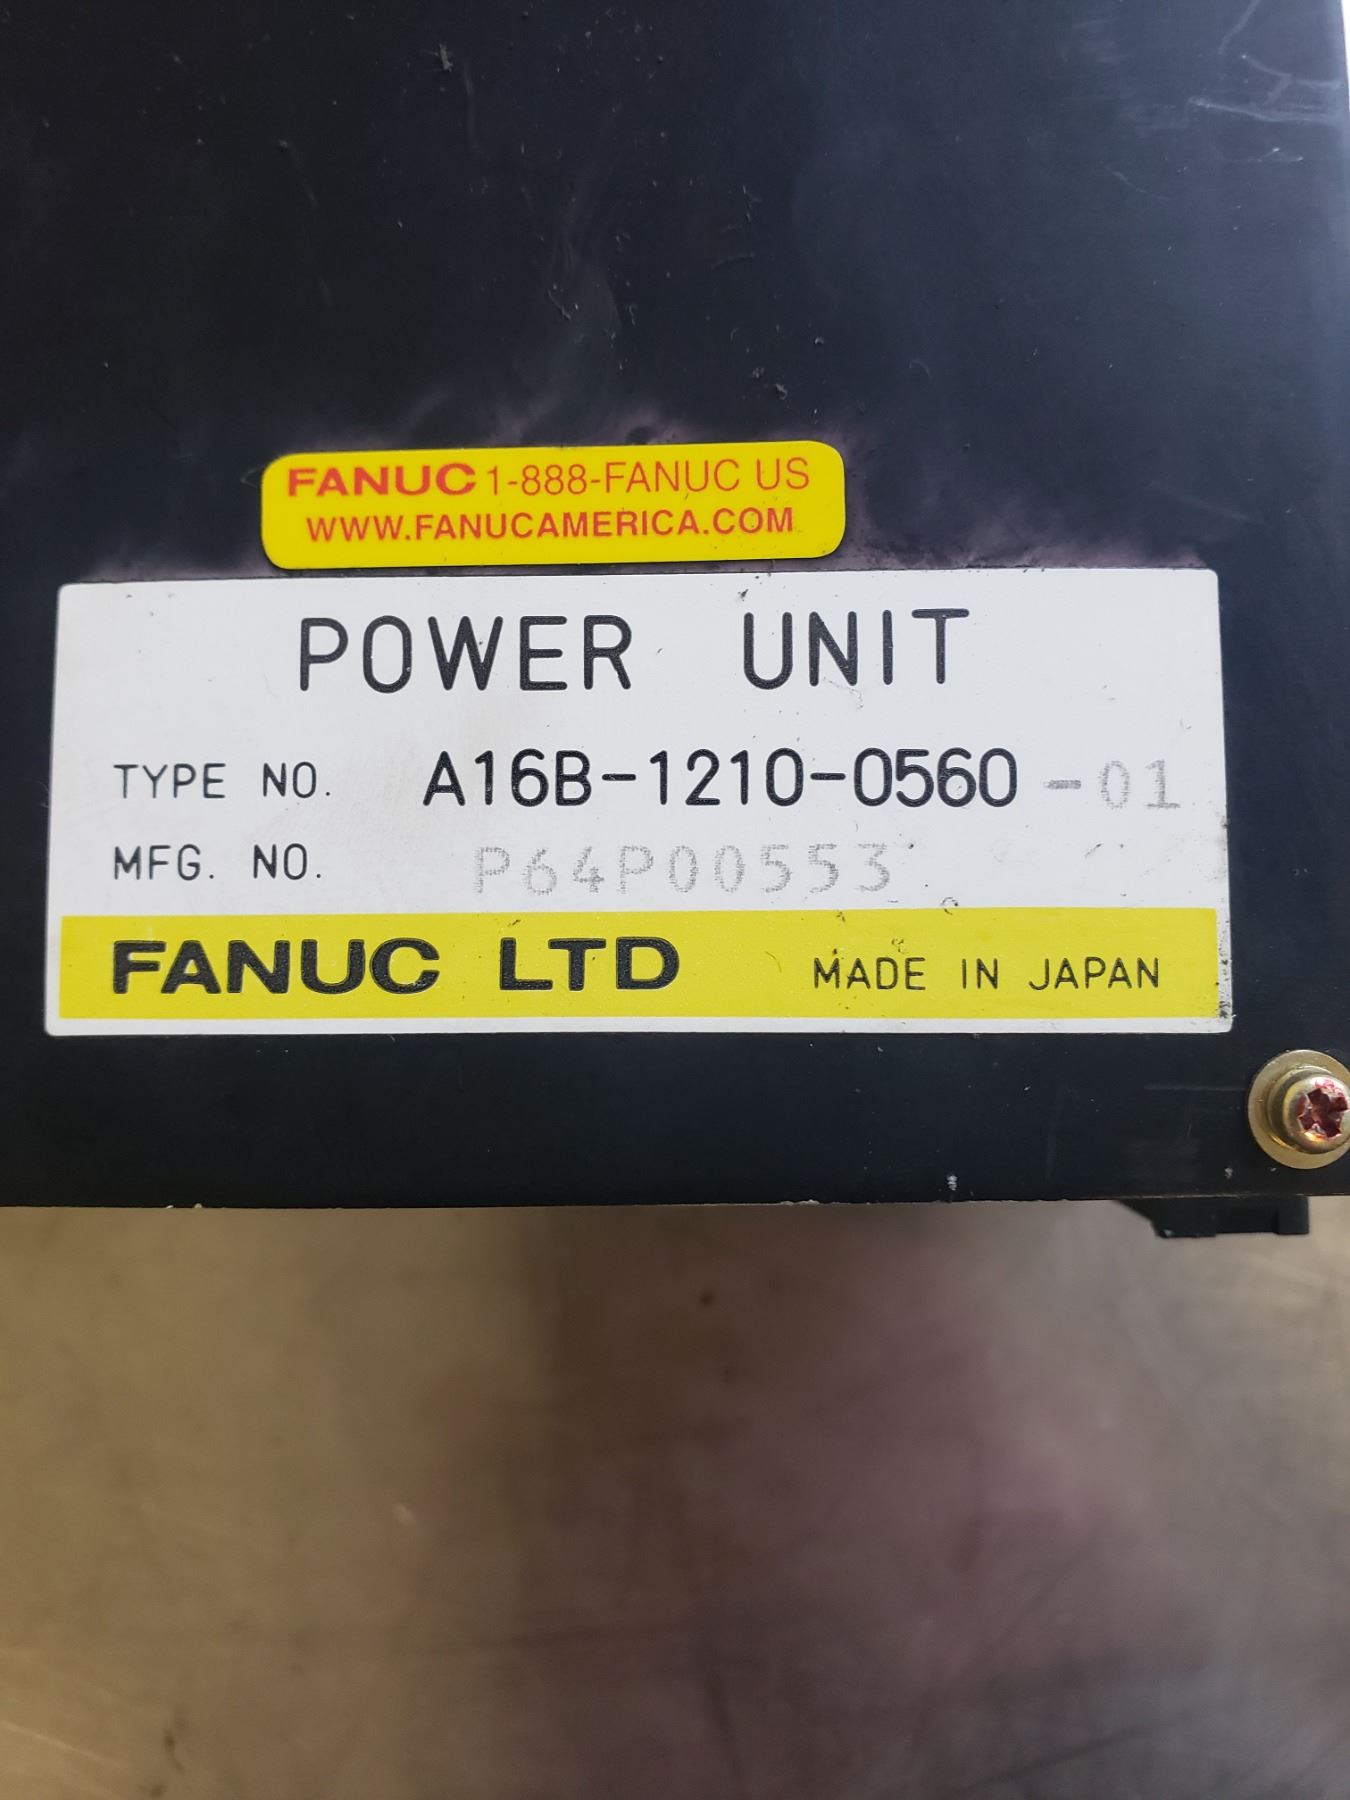 FANUC 1-888-FANUC US
WWW.FANUCAMERICA.COM
POWER UNIT
TYPE NO. A16B-1210-0560-01
MFG. NO. P64P00553
FANUC LTD MADE IN JAPAN